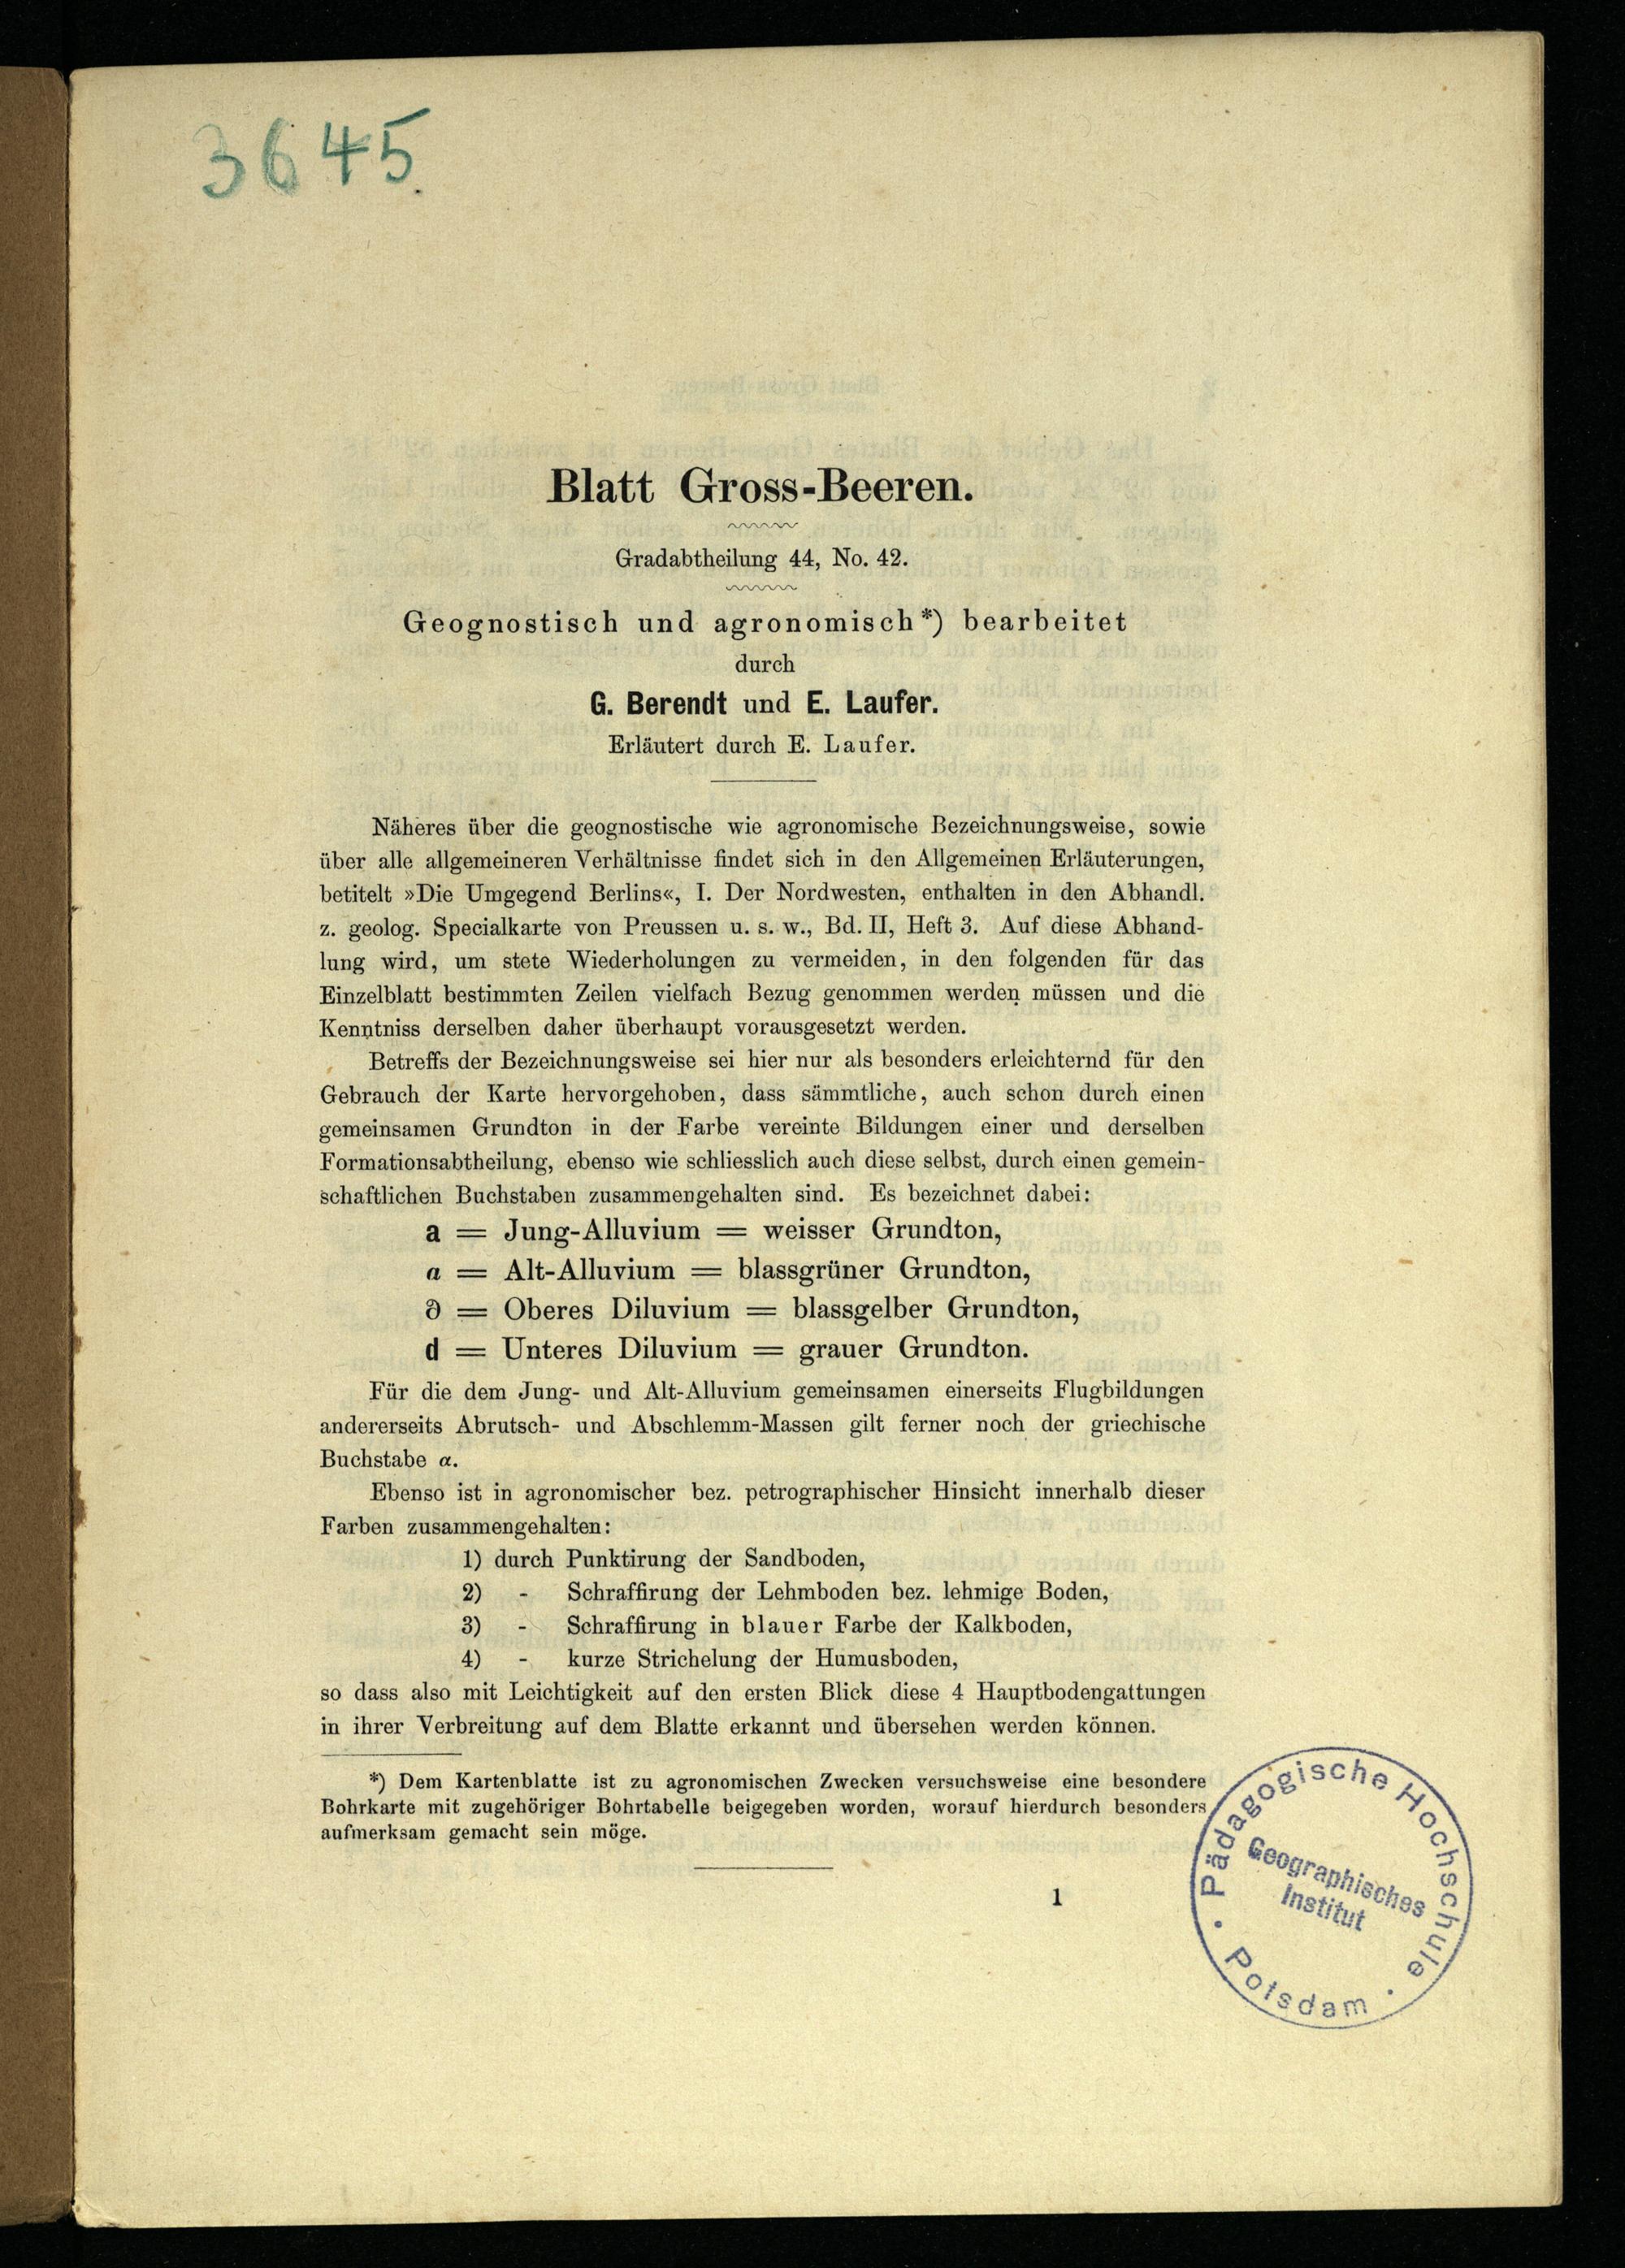 3645
Blatt Gross-Beeren.
Gradabtheilung 44, No. 42.
Geognostisch und agronomisch*) bearbeitet
durch
G. Berendt und E. Laufer.
Erläutert durch E. Laufer.
Näheres über die geognostische wie agronomische Bezeichnungsweise, sowie
über alle allgemeineren Verhältnisse findet sich in den Allgemeinen Erläuterungen,
betitelt »Die Umgegend Berlins«, I. Der Nordwesten, enthalten in den Abhandl.
z. geolog. Specialkarte von Preussen u. s. w., Bd. II, Heft 3. Auf diese Abhand-
lung wird, um stete Wiederholungen zu vermeiden, in den folgenden für das
Einzelblatt bestimmten Zeilen vielfach Bezug genommen werden müssen und die
Kenntniss derselben daher überhaupt vorausgesetzt werden.
Betreffs der Bezeichnungsweise sei hier nur als besonders erleichternd für den
Gebrauch der Karte hervorgehoben, dass sämmtliche, auch schon durch einen
gemeinsamen Grundton in der Farbe vereinte Bildungen einer und derselben
Formationsabtheilung, ebenso wie schliesslich auch diese selbst, durch einen gemein-
schaftlichen Buchstaben zusammengehalten sind. Es bezeichnet dabei:
a = Jung-Alluvium = weisser Grundton,
a = Alt-Alluvium = blassgrüner Grundton,
∂ = Oberes Diluvium = blassgelber Grundton,
d = Unteres Diluvium = grauer Grundton.
Für die dem Jung- und Alt-Alluvium gemeinsamen einerseits Flugbildungen
andererseits Abrutsch- und Abschlemm-Massen gilt ferner noch der griechische
Buchstabe α.
Ebenso ist in agronomischer bez. petrographischer Hinsicht innerhalb dieser
Farben zusammengehalten:
1) durch Punktirung der Sandboden,
2) - Schraffirung der Lehmboden bez. lehmige Boden,
3) - Schraffirung in blauer Farbe der Kalkboden,
4) - kurze Strichelung der Humusboden,
so dass also mit Leichtigkeit auf den ersten Blick diese 4 Hauptbodengattungen
in ihrer Verbreitung auf dem Blatte erkannt und übersehen werden können.
*) Dem Kartenblatte ist zu agronomischen Zwecken versuchsweise eine besondere
Bohrkarte mit zugehöriger Bohrtabelle beigegeben worden, worauf hierdurch besonders
aufmerksam gemacht sein möge.
1
Pädagogische Hochschule
Geographisches
Institut
· Potsdam ·